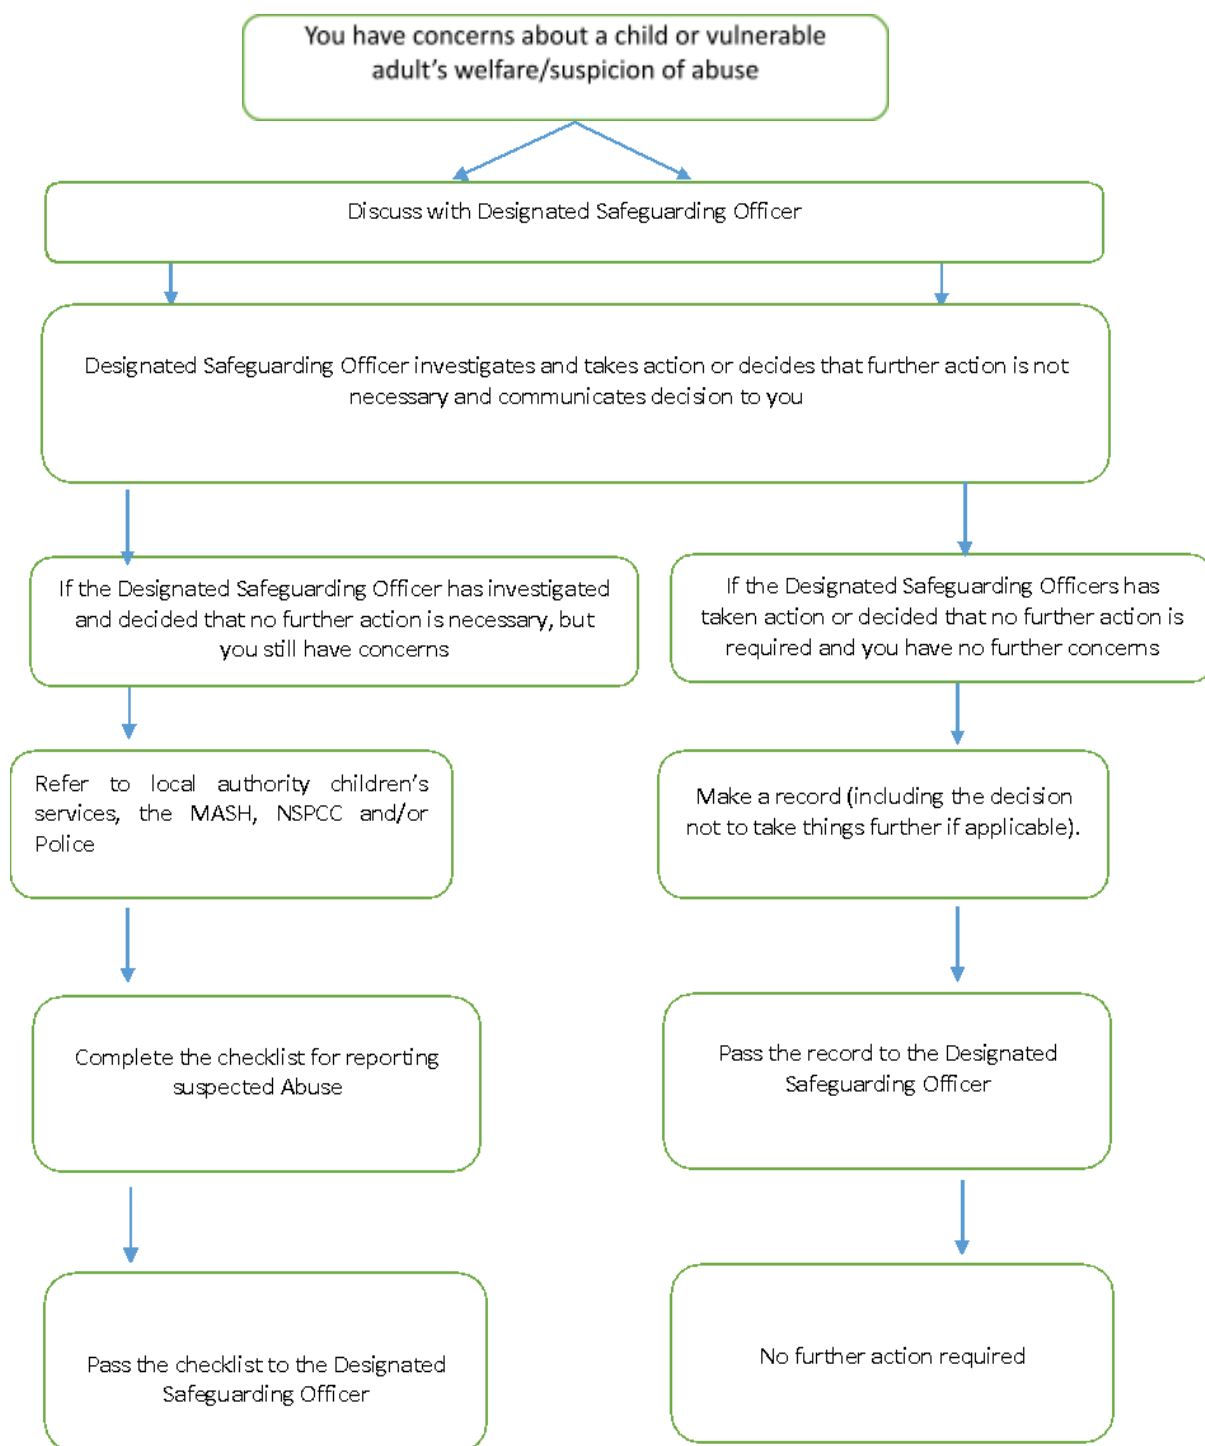 You have concerns about a child or vulnerable
adult's welfare/suspicion of abuse
Discuss with Designated Safeguarding Officer
Designated Safeguarding Officer investigates and takes action or decides that further action is not
necessary and communicates decision to you
If the Designated Safeguarding Officer has investigated
and decided that no further action is necessary, but
you still have concerns
If the Designated Safeguarding Officers has
taken action or decided that no further action is
required and you have no further concerns
Refer to local authority children's
services, the MASH, NSPCC and/or
Police
Make a record (including the decision
not to take things further if applicable).
Complete the checklist for reporting
suspected Abuse
Pass the record to the Designated
Safeguarding Officer
Pass the checklist to the Designated
Safeguarding Officer
No further action required